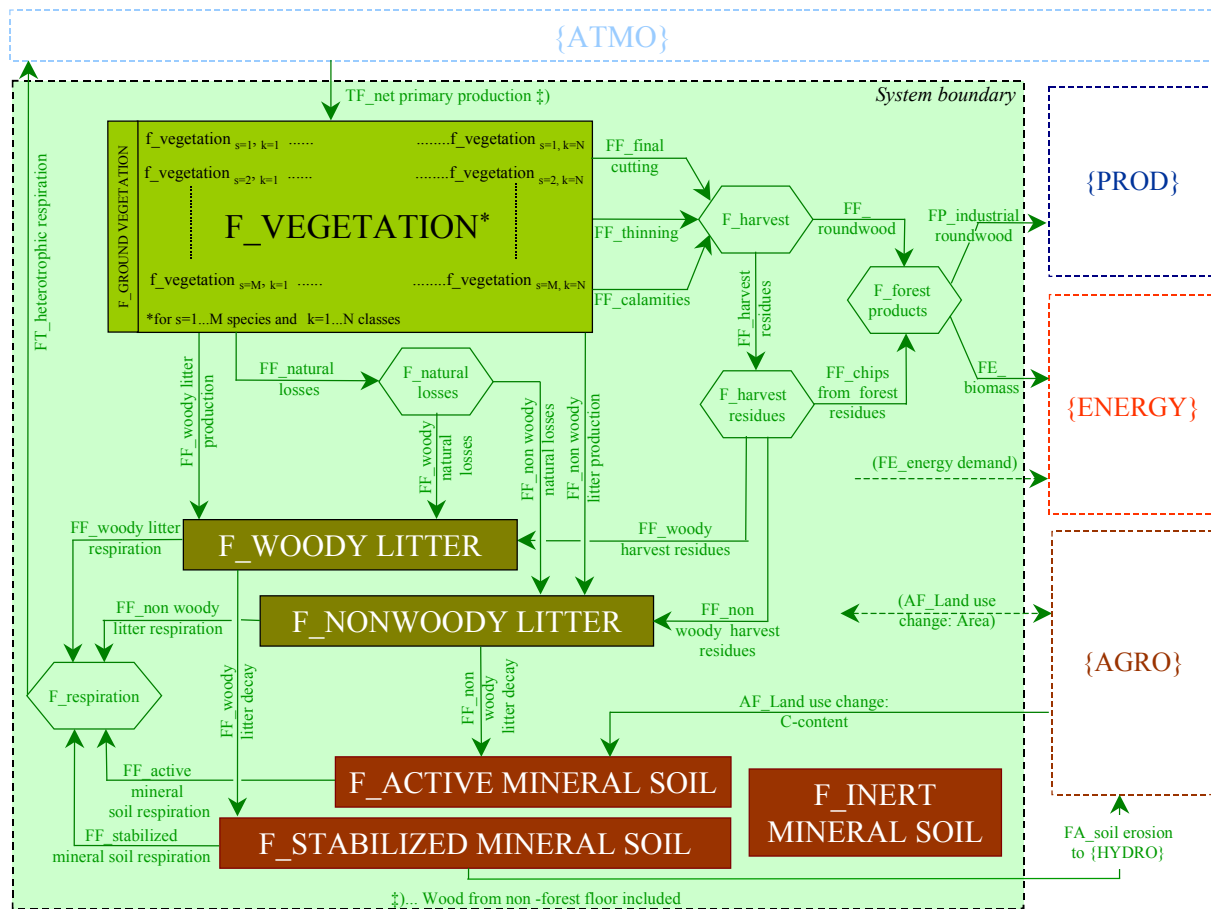 {ATMO}
System boundary
TF_net primary production ‡)
FT_heterotrophic respiration
F_GROUND VEGETATION
f_vegetation s=1, k=1 ...... ........f_vegetation s=1, k=N
f_vegetation s=2, k=1 ...... ........f_vegetation s=2, k=N
F_VEGETATION*
f_vegetation s=M, k=1 ...... ........f_vegetation s=M, k=N
*for s=1...M species and k=1...N classes
FF_final
cutting
FF_thinning
FF_calamities
F_harvest
FF_
roundwood
FP_industrial
roundwood
{PROD}
F_forest
products
FF_harvest
residues
FE_
biomass
{ENERGY}
F_harvest
residues
FF_chips
from forest
residues
(FE_energy demand)
FF_woody litter
production
FF_natural
losses
F_natural
losses
FF_woody
natural
losses
FF_non woody
natural losses
FF_non woody
litter production
FF_woody litter
respiration
F_WOODY LITTER
FF_woody
harvest residues
FF_non woody
litter respiration
F_NONWOODY LITTER
FF_non
woody harvest
residues
(AF_Land use
change: Area)
{AGRO}
F_respiration
FF_woody
litter decay
FF_non
woody
litter decay
AF_Land use change:
C-content
FF_active
mineral
soil respiration
F_ACTIVE MINERAL SOIL
F_INERT
MINERAL SOIL
FF_stabilized
mineral soil respiration
F_STABILIZED MINERAL SOIL
FA_soil erosion
to {HYDRO}
‡)... Wood from non -forest floor included